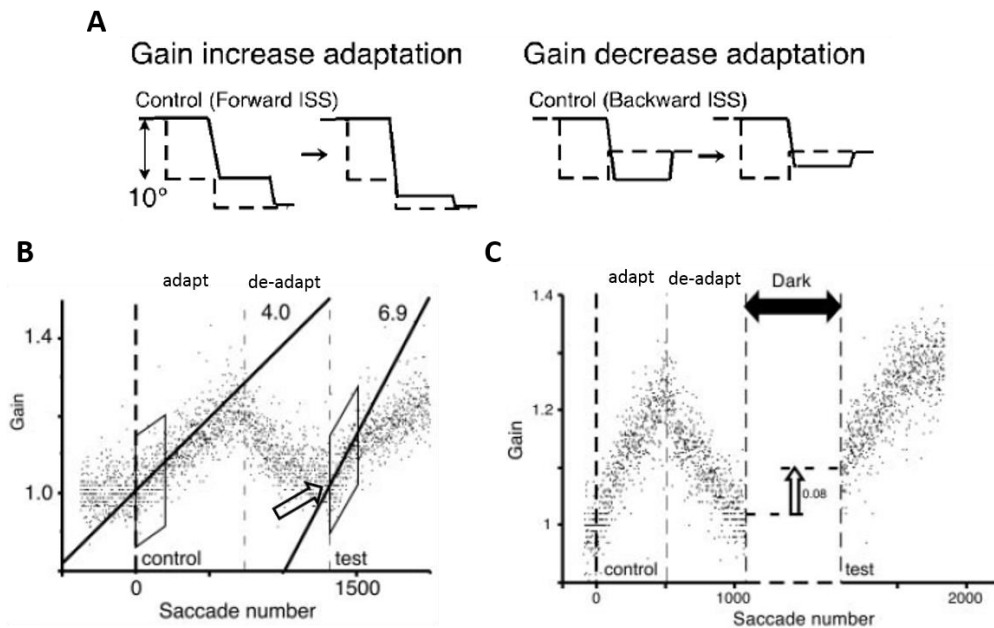 A
Gain increase adaptation
Gain decrease adaptation
Control (Forward ISS)
Control (Backward ISS)
10°
B
adapt
de-adapt
4.0
6.9
1.4
1.0
Gain
control
test
0
1500
Saccade number
C
adapt
de-adapt
Dark
1.4
1.2
1
Gain
0.08
control
test
0
1000
2000
Saccade number